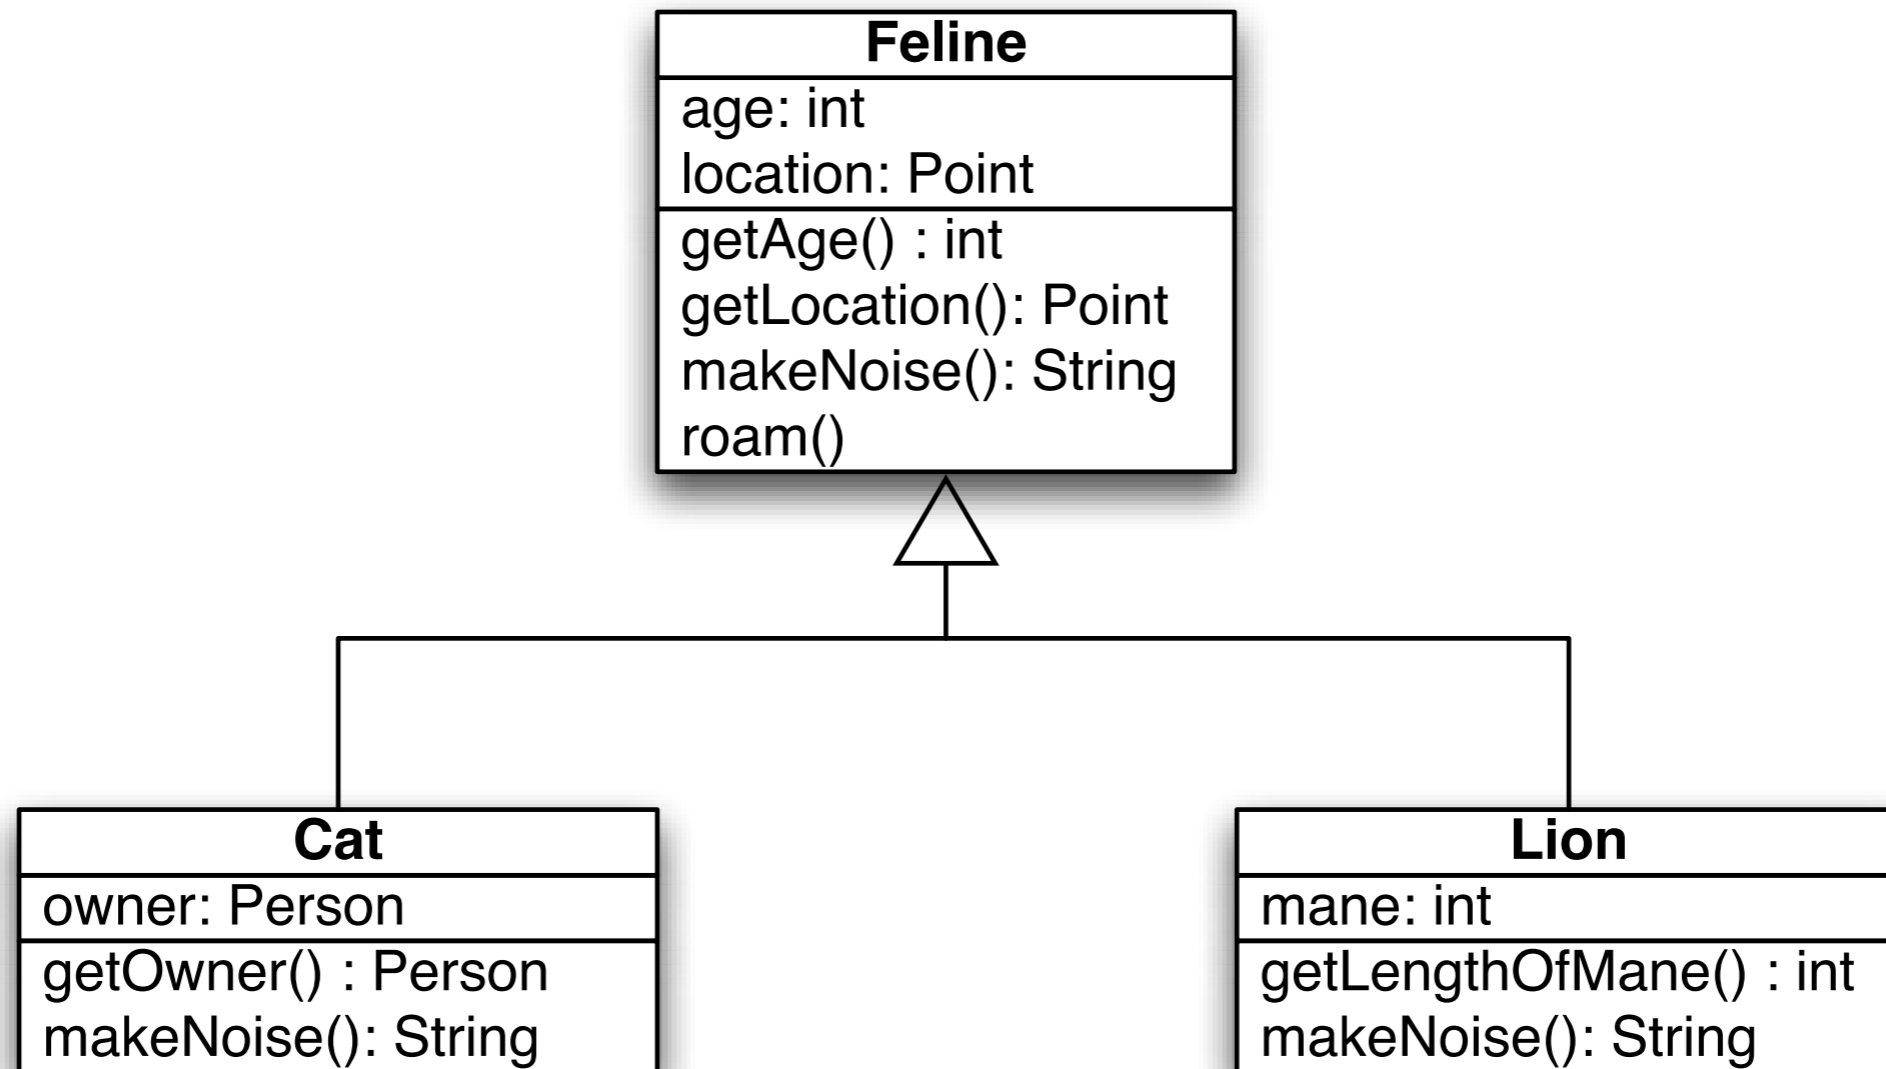 Feline
age: int
location: Point
getAge() : int
getLocation(): Point
makeNoise(): String
roam()
Cat
owner: Person
getOwner() : Person
makeNoise(): String
Lion
mane: int
getLengthOfMane() : int
makeNoise(): String